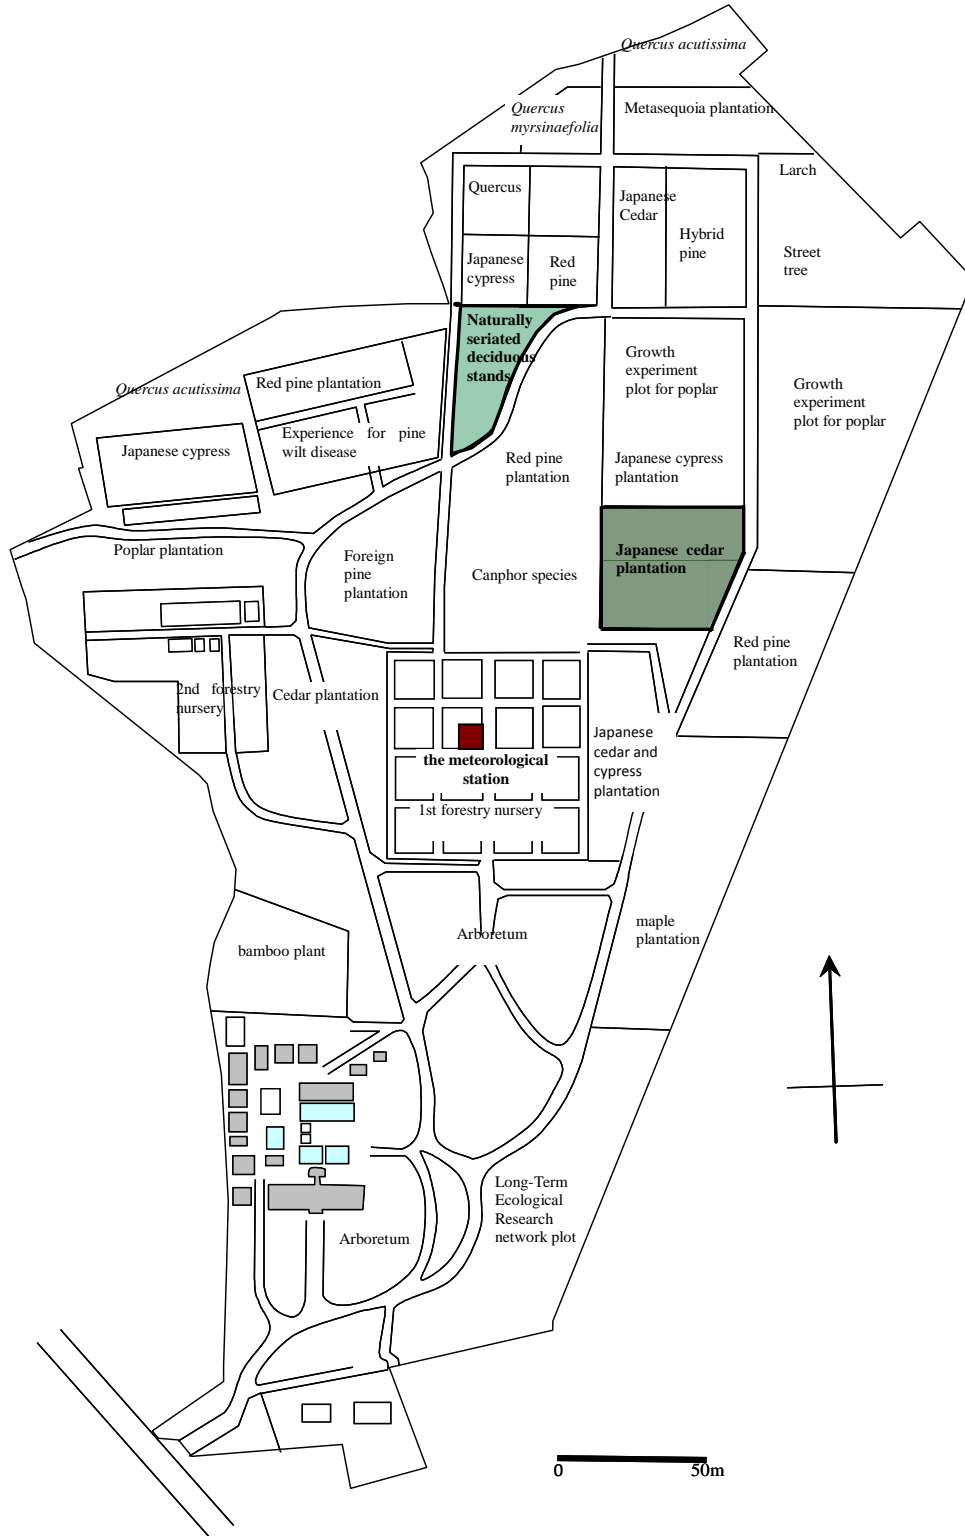 Quercus acutissima
Quercus
myrsinaefolia
Metasequoia plantation
Larch
Quercus
Japanese
Cedar
Hybrid
pine
Street
tree
Japanese
cypress
Red
pine
Naturally
seriated
deciduous
stands
Growth
experiment
plot for poplar
Growth
experiment
plot for poplar
Quercus acutissima
Red pine plantation
Experience for pine
wilt disease
Japanese cypress
Red pine
plantation
Japanese cypress
plantation
Poplar plantation
Foreign
pine
plantation
Canphor species
Japanese cedar
plantation
Red pine
plantation
2nd forestry
nursery
Cedar plantation
Japanese
cedar and
cypress
plantation
the meteorological
station
1st forestry nursery
Arboretum
maple
plantation
bamboo plant
Long-Term
Ecological
Research
network plot
Arboretum
0 50m